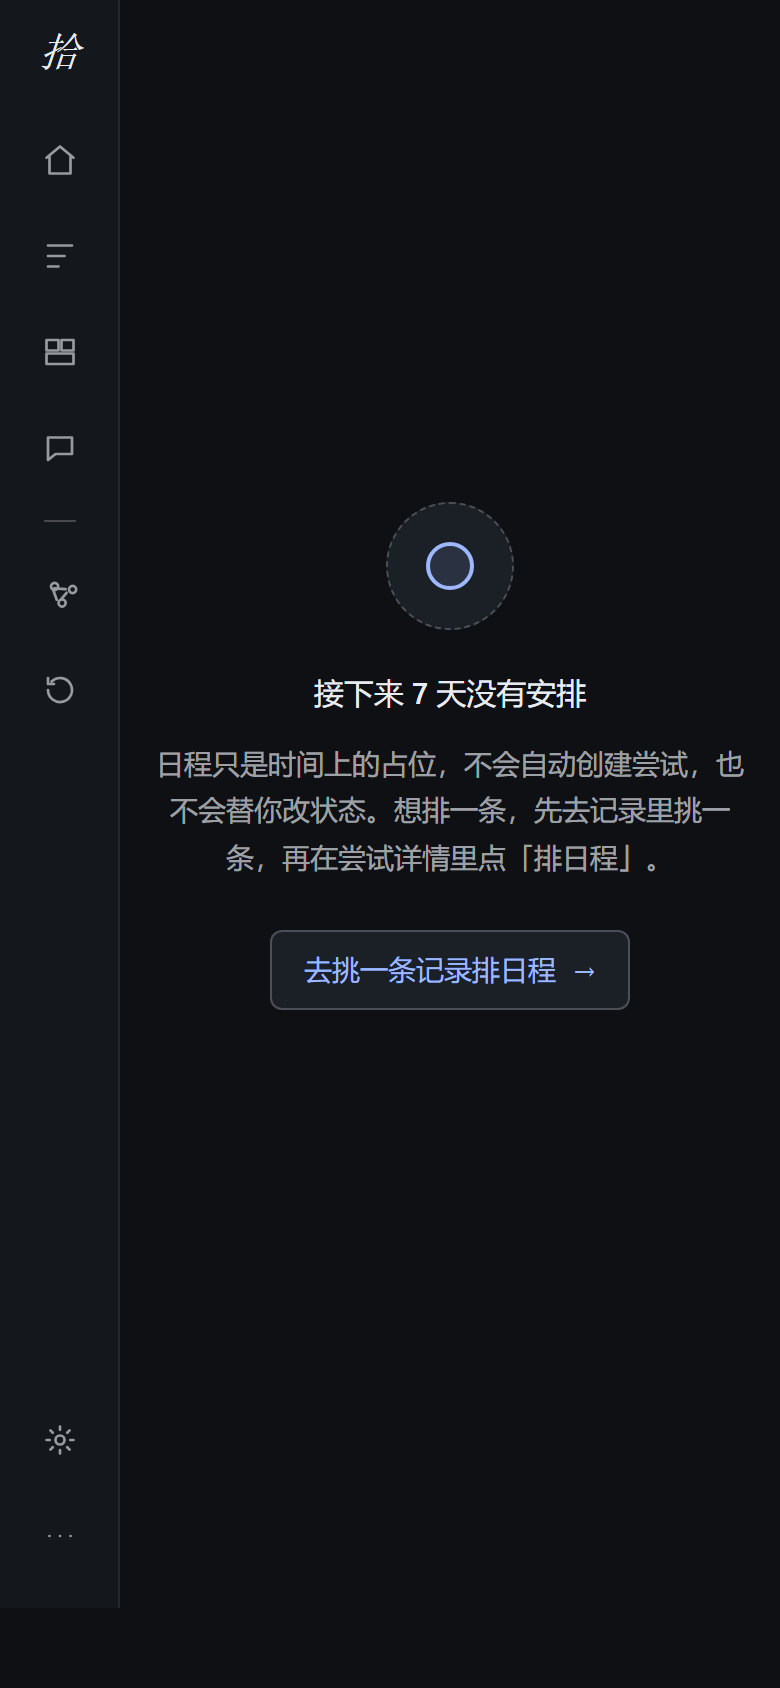 拾
接下来 7 天没有安排
日程只是时间上的占位，不会自动创建尝试，也
不会替你改状态。想排一条，先去记录里挑一
条，再在尝试详情里点「排日程」。
去挑一条记录排日程 →